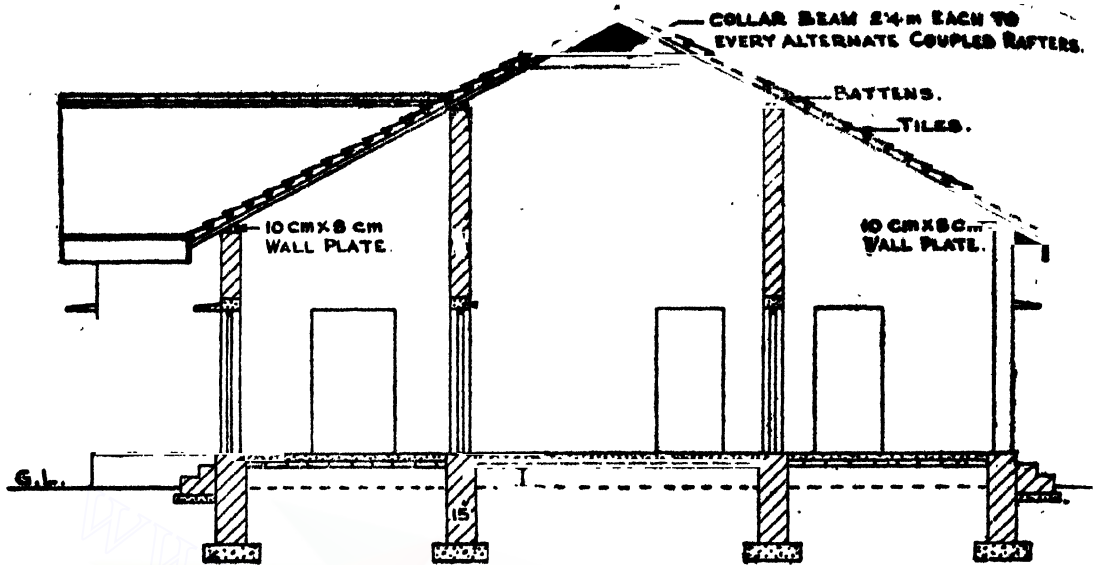 COLLAR BEAM 2.4m EACH TO
EVERY ALTERNATE COUPLED RAFTERS.
BATTENS.
TILES.
10 cm X 8 cm
WALL PLATE.
10 cm X 8 cm
WALL PLATE.
G.L.
I
15